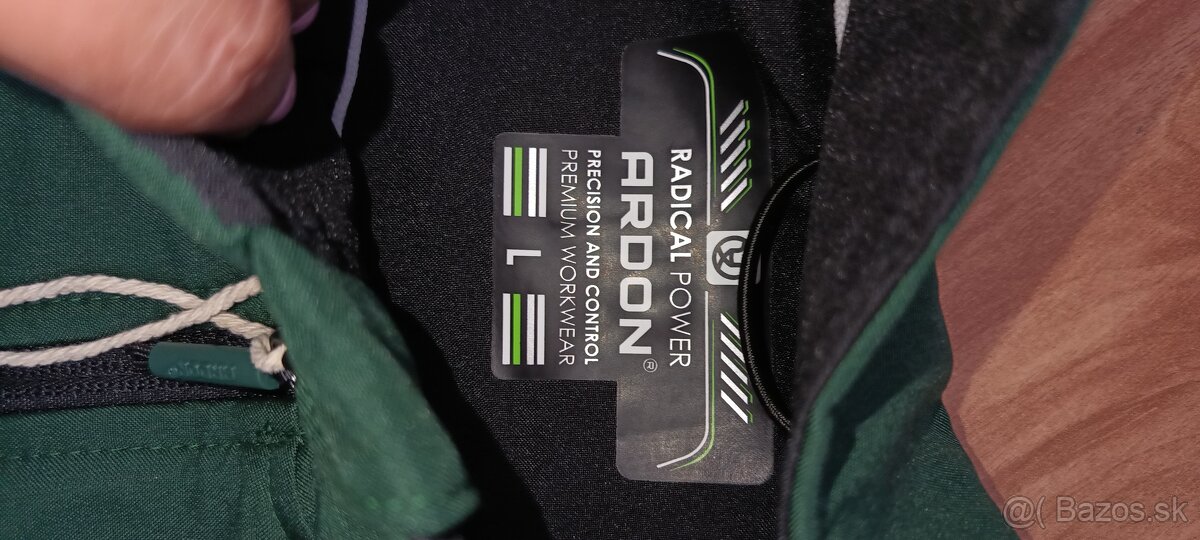 RADICAL POWER
ARDON®
PRECISION AND CONTROL
PREMIUM WORKWEAR
L
@( Bazos.sk